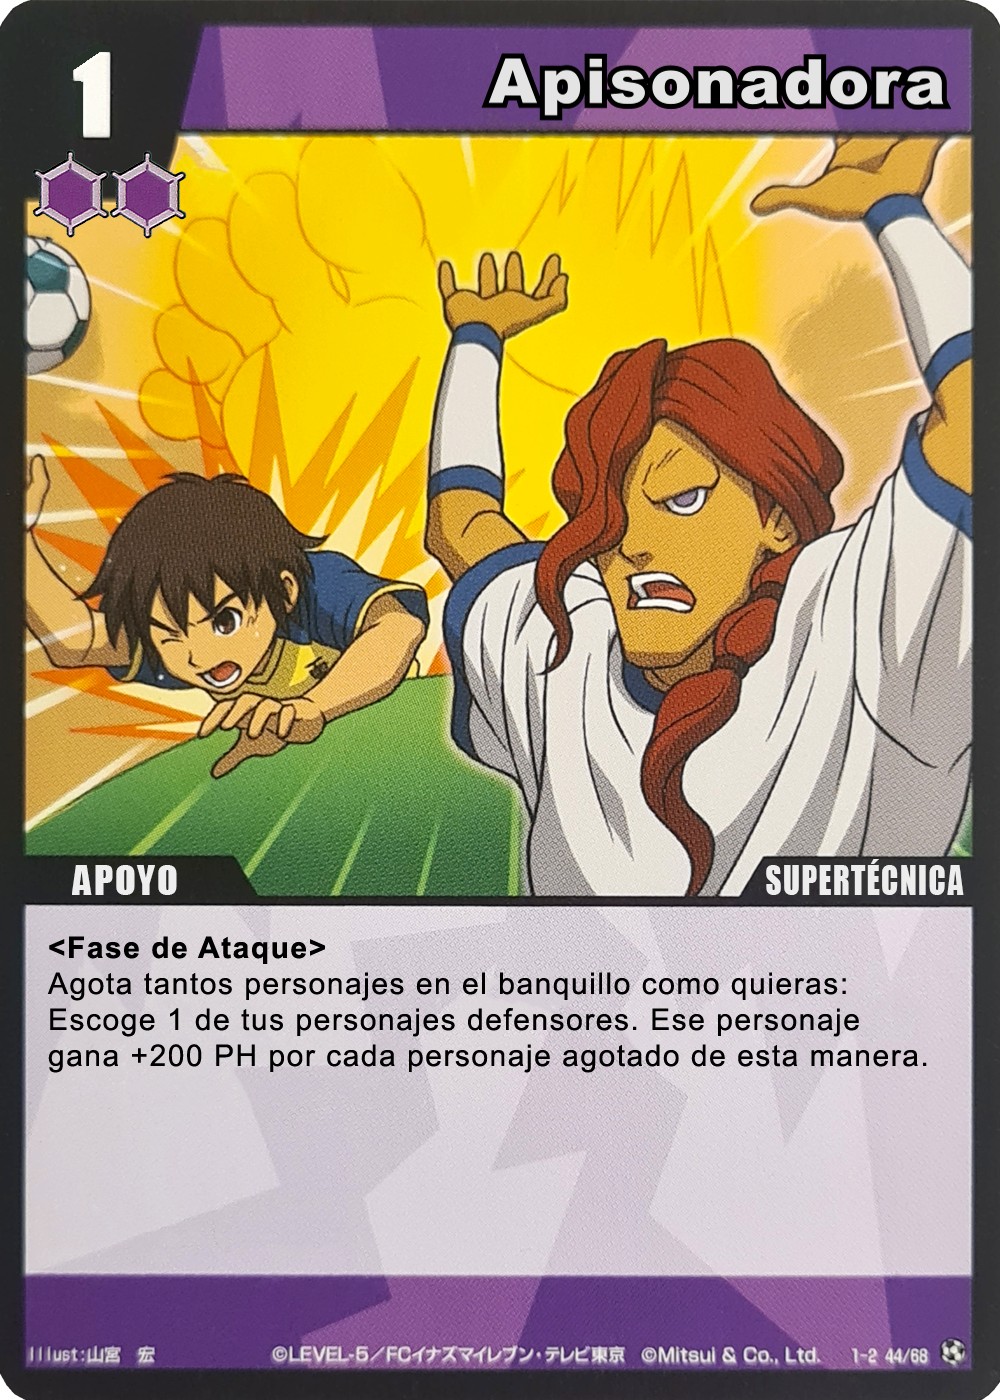 1
Apisonadora
APOYO
SUPERTÉCNICA
<Fase de Ataque>
Agota tantos personajes en el banquillo como quieras:
Escoge 1 de tus personajes defensores. Ese personaje
gana +200 PH por cada personaje agotado de esta manera.
Illust:山宮 宏 ©LEVEL-5／FCイナズマイレブン・テレビ東京 ©Mitsui & Co., Ltd. 1-2 44/68